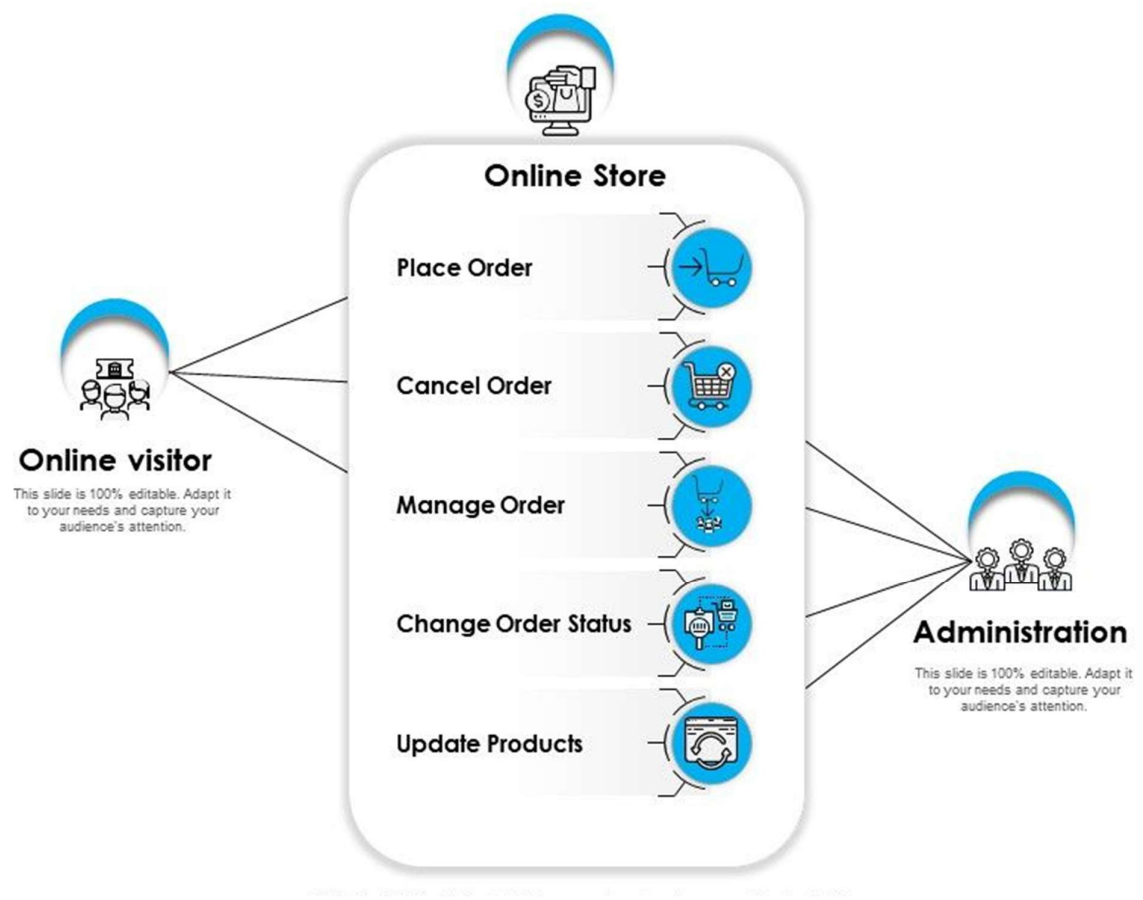 Online Store
Place Order
Cancel Order
Manage Order
Change Order Status
Update Products
Online visitor
This slide is 100% editable. Adapt it
to your needs and capture your
audience's attention.
Administration
This slide is 100% editable. Adapt it
to your needs and capture your
audience's attention.